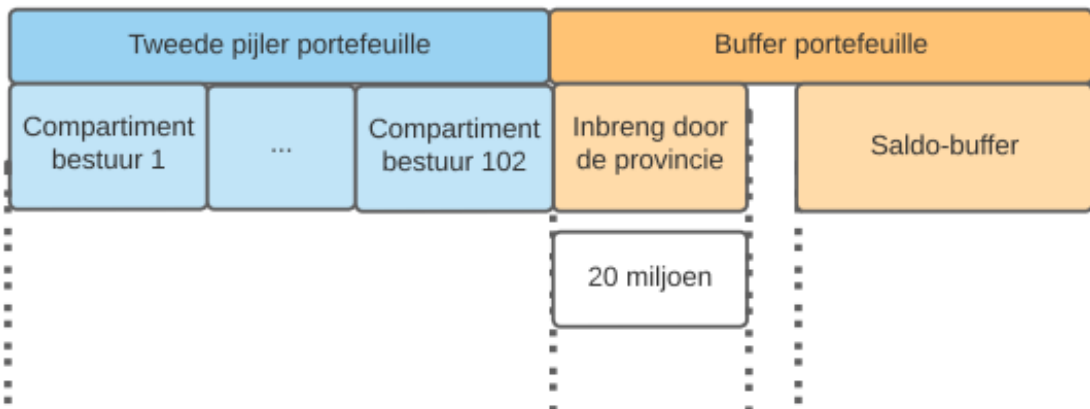 Tweede pijler portefeuille
Buffer portefeuille
Compartiment
bestuur 1
...
Compartiment
bestuur 102
Inbreng door
de provincie
Saldo-buffer
20 miljoen